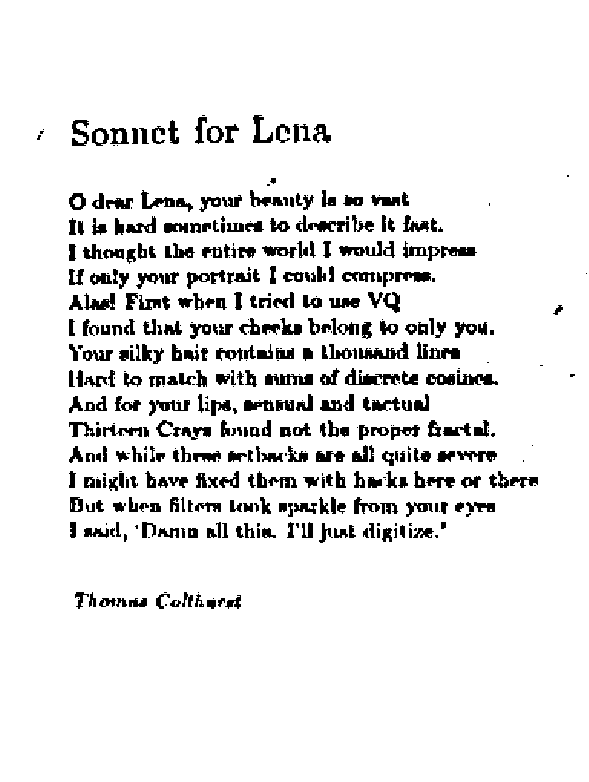 Sonnet for Lena
O dear Lena, your beauty is so vast
It is hard sometimes to describe it fast.
I thought the entire world I would impress
If only your portrait I could compress.
Alas! First when I tried to use VQ
I found that your cheeks belong to only you.
Your silky hair contains a thousand lines
Hard to match with sums of discrete cosines.
And for your lips, sensual and tactual
Thirteen Crays found not the proper fractal.
And while these setbacks are all quite severe
I might have fixed them with hacks here or there
But when filters took sparkle from your eyes
I said, 'Damn all this. I'll just digitize.'
Thomas Colthurst